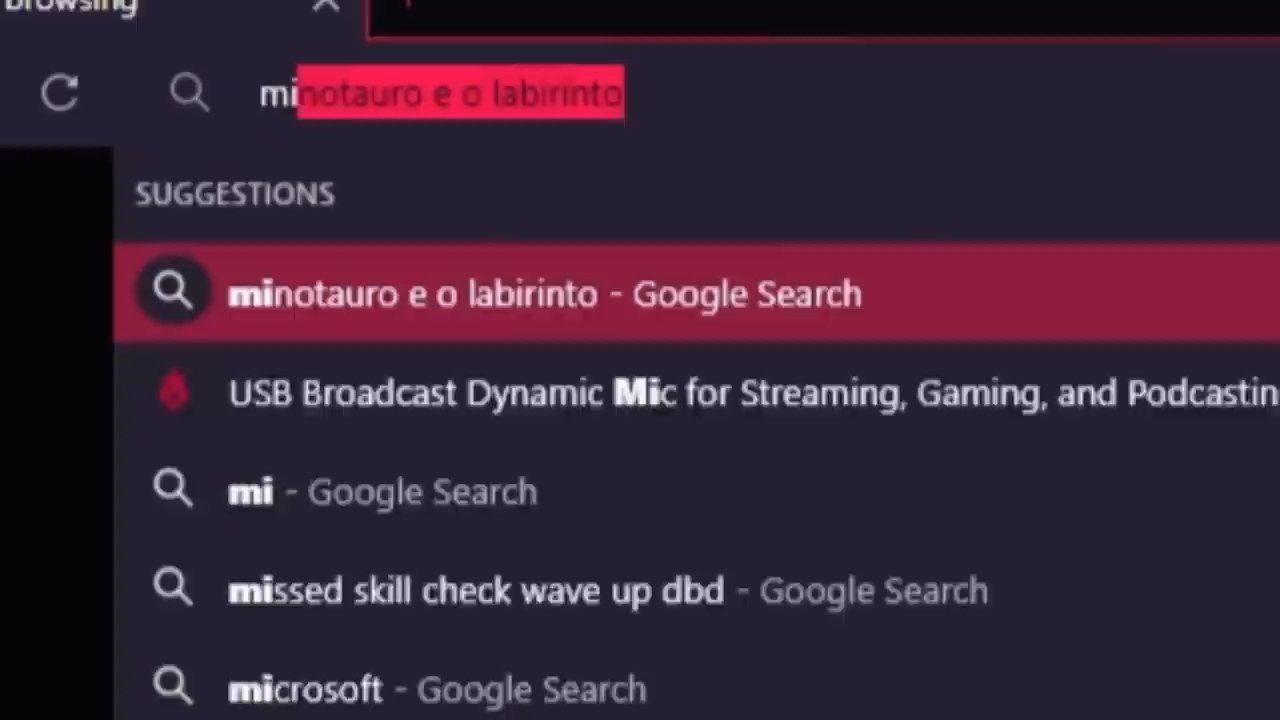 browsing
minotauro e o labirinto
SUGGESTIONS
minotauro e o labirinto - Google Search
USB Broadcast Dynamic Mic for Streaming, Gaming, and Podcastin
mi - Google Search
missed skill check wave up dbd - Google Search
microsoft - Google Search